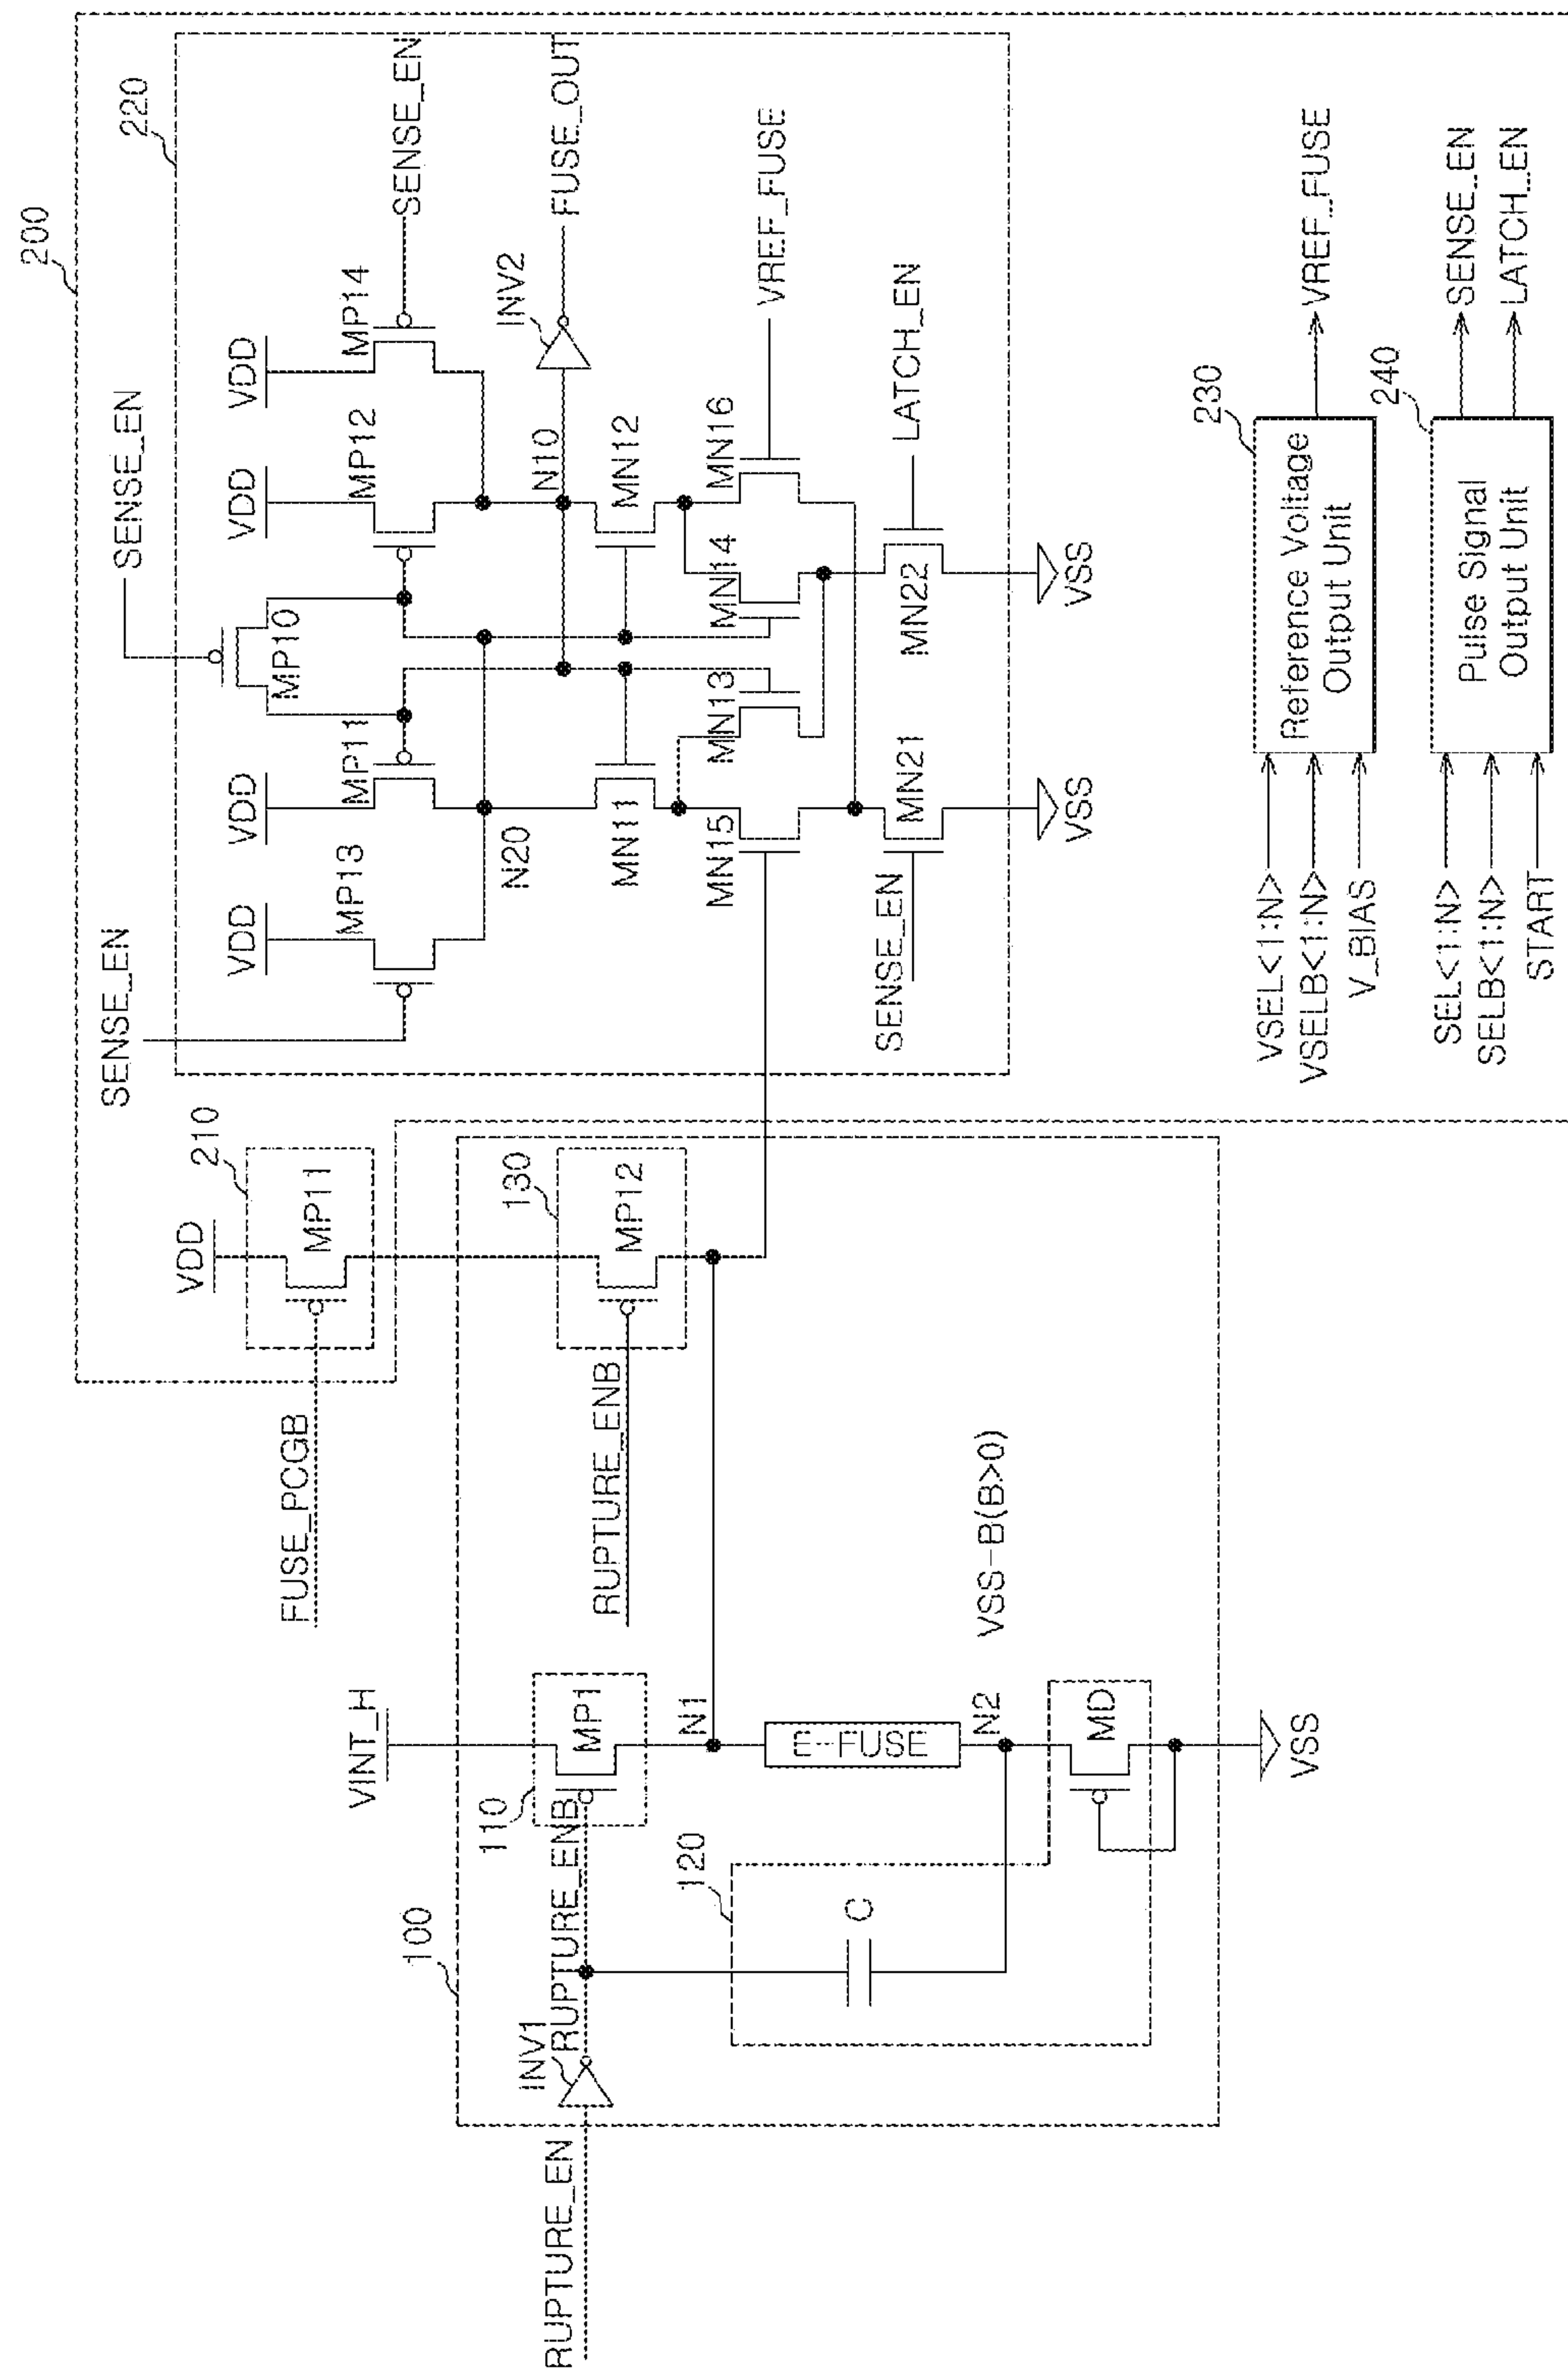 200
220
SENSE_EN
SENSE_EN
SENSE_EN
VDD
VDD
VDD
VDD
MP13
MP11
MP10
MP12
MP14
N20
N10
INV2
FUSE_OUT
MN11
MN12
MN15
MN13
MN14
MN16
VREF_FUSE
SENSE_EN
MN21
MN22
LATCH_EN
VSS
VSS
230
VSEL<1:N>
VSELB<1:N>
V_BIAS
Reference Voltage
Output Unit
VREF_FUSE
240
SEL<1:N>
SELB<1:N>
START
Pulse Signal
Output Unit
SENSE_EN
LATCH_EN
VDD
210
FUSE_PCGB
MP11
130
RUPTURE_ENB
MP12
VINT_H
100
110
MP1
RUPTURE_EN
INV1
RUPTURE_ENB
N1
E-FUSE
120
C
N2
VSS-B(B>0)
MD
VSS